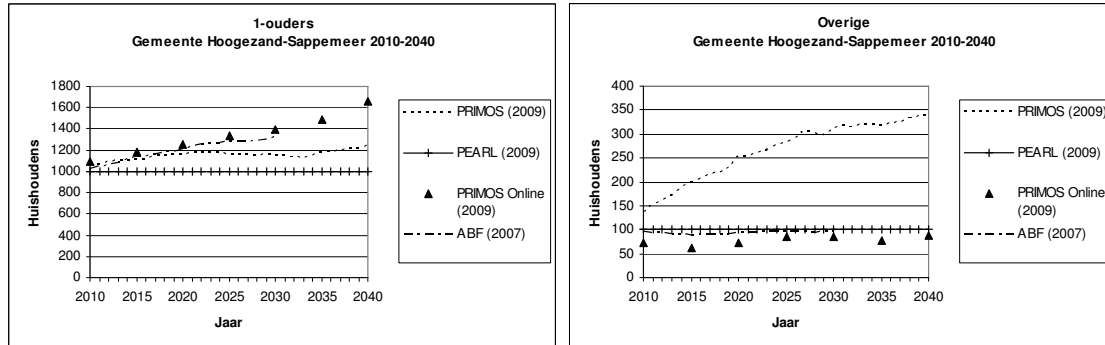 1-ouders
Gemeente Hoogezand-Sappemeer 2010-2040
Huishoudens
1800
1600
1400
1200
1000
800
600
400
200
0
2010 2015 2020 2025 2030 2035 2040
Jaar
PRIMOS (2009)
PEARL (2009)
PRIMOS Online
(2009)
ABF (2007)
Overige
Gemeente Hoogezand-Sappemeer 2010-2040
Huishoudens
400
350
300
250
200
150
100
50
0
2010 2015 2020 2025 2030 2035 2040
Jaar
PRIMOS (2009)
PEARL (2009)
PRIMOS Online
(2009)
ABF (2007)